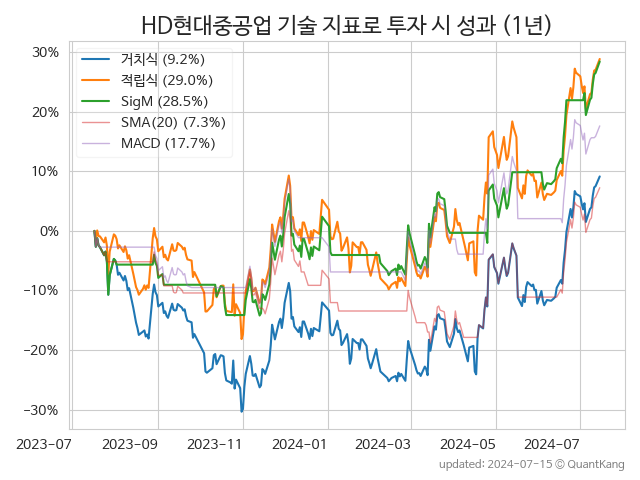 HD현대중공업 기술 지표로 투자 시 성과 (1년)
30%
20%
10%
0%
−10%
−20%
−30%
거치식 (9.2%)
적립식 (29.0%)
SigM (28.5%)
SMA(20) (7.3%)
MACD (17.7%)
2023-07 2023-09 2023-11 2024-01 2024-03 2024-05 2024-07
updated: 2024-07-15 © QuantKang